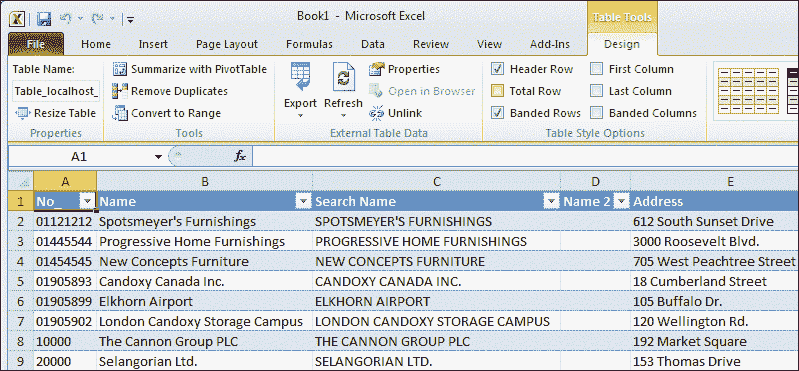 Book1 - Microsoft Excel
Table Tools
File Home Insert Page Layout Formulas Data Review View Add-Ins Design
Table Name: Summarize with PivotTable Properties Header Row First Column
Table_localhost_ Remove Duplicates Export Refresh Open in Browser Total Row Last Column
Resize Table Convert to Range Unlink Banded Rows Banded Columns
Properties Tools External Table Data Table Style Options
A1 fx
A B C D E
1 No_ Name Search Name Name 2 Address
2 01121212 Spotsmeyer's Furnishings SPOTSMEYER'S FURNISHINGS 612 South Sunset Drive
3 01445544 Progressive Home Furnishings PROGRESSIVE HOME FURNISHINGS 3000 Roosevelt Blvd.
4 01454545 New Concepts Furniture NEW CONCEPTS FURNITURE 705 West Peachtree Street
5 01905893 Candoxy Canada Inc. CANDOXY CANADA INC. 18 Cumberland Street
6 01905899 Elkhorn Airport ELKHORN AIRPORT 105 Buffalo Dr.
7 01905902 London Candoxy Storage Campus LONDON CANDOXY STORAGE CAMPUS 120 Wellington Rd.
8 10000 The Cannon Group PLC THE CANNON GROUP PLC 192 Market Square
9 20000 Selangorian Ltd. SELANGORIAN LTD. 153 Thomas Drive